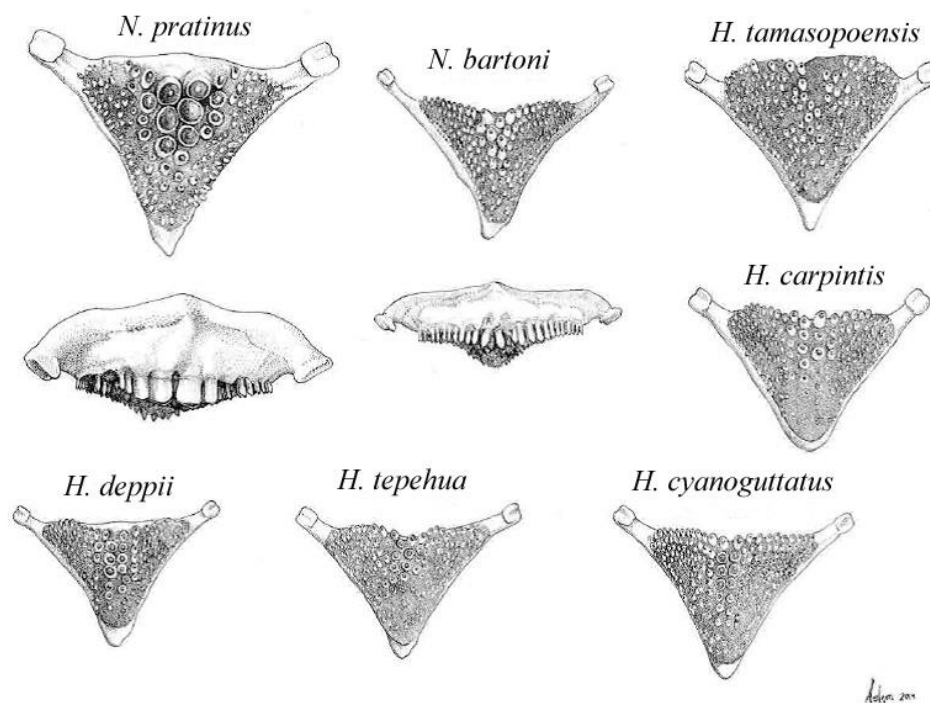 N. pratinus
N. bartoni
H. tamasopoensis
H. carpintis
H. deppii
H. tepehua
H. cyanoguttatus